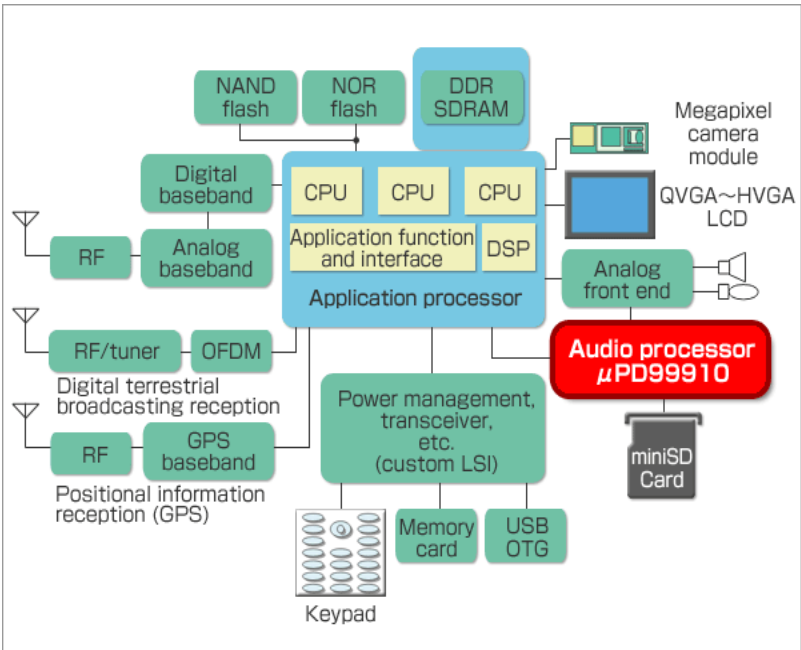 NAND
flash
NOR
flash
DDR
SDRAM
Megapixel
camera
module
Digital
baseband
CPU
CPU
CPU
QVGA～HVGA
LCD
RF
Analog
baseband
Application function
and interface
DSP
Analog
front end
Application processor
RF/tuner
OFDM
Audio processor
μPD99910
Digital terrestrial
broadcasting reception
Power management,
transceiver,
etc.
(custom LSI)
RF
GPS
baseband
miniSD
Card
Positional information
reception (GPS)
Memory
card
USB
OTG
Keypad